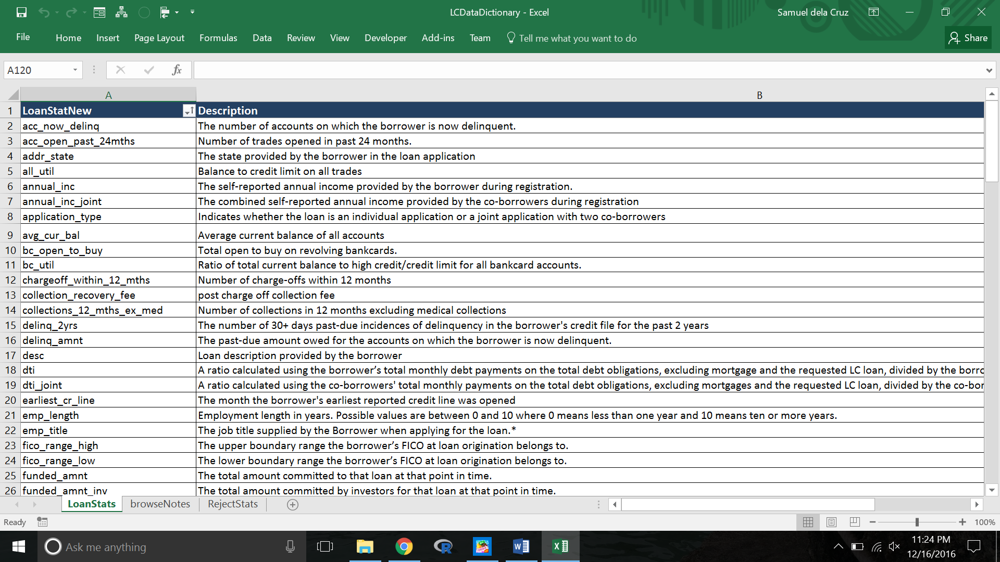 LCDataDictionary - Excel
Samuel dela Cruz
File Home Insert Page Layout Formulas Data Review View Developer Add-ins Team Tell me what you want to do Share
A120 fx
A B
1 LoanStatNew Description
2 acc_now_delinq The number of accounts on which the borrower is now delinquent.
3 acc_open_past_24mths Number of trades opened in past 24 months.
4 addr_state The state provided by the borrower in the loan application
5 all_util Balance to credit limit on all trades
6 annual_inc The self-reported annual income provided by the borrower during registration.
7 annual_inc_joint The combined self-reported annual income provided by the co-borrowers during registration
8 application_type Indicates whether the loan is an individual application or a joint application with two co-borrowers
9 avg_cur_bal Average current balance of all accounts
10 bc_open_to_buy Total open to buy on revolving bankcards.
11 bc_util Ratio of total current balance to high credit/credit limit for all bankcard accounts.
12 chargeoff_within_12_mths Number of charge-offs within 12 months
13 collection_recovery_fee post charge off collection fee
14 collections_12_mths_ex_med Number of collections in 12 months excluding medical collections
15 delinq_2yrs The number of 30+ days past-due incidences of delinquency in the borrower's credit file for the past 2 years
16 delinq_amnt The past-due amount owed for the accounts on which the borrower is now delinquent.
17 desc Loan description provided by the borrower
18 dti A ratio calculated using the borrower’s total monthly debt payments on the total debt obligations, excluding mortgage and the requested LC loan, divided by the borrc
19 dti_joint A ratio calculated using the co-borrowers' total monthly payments on the total debt obligations, excluding mortgages and the requested LC loan, divided by the co-bor
20 earliest_cr_line The month the borrower's earliest reported credit line was opened
21 emp_length Employment length in years. Possible values are between 0 and 10 where 0 means less than one year and 10 means ten or more years.
22 emp_title The job title supplied by the Borrower when applying for the loan.*
23 fico_range_high The upper boundary range the borrower’s FICO at loan origination belongs to.
24 fico_range_low The lower boundary range the borrower’s FICO at loan origination belongs to.
25 funded_amnt The total amount committed to that loan at that point in time.
26 funded_amnt_inv The total amount committed by investors for that loan at that point in time.
LoanStats browseNotes RejectStats
Ready 100%
Ask me anything
11:24 PM
12/16/2016